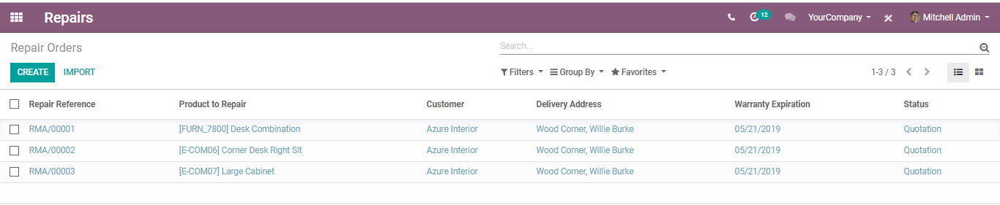 Repairs 12 YourCompany Mitchell Admin
Repair Orders Search...
CREATE IMPORT Filters Group By Favorites 1-3 / 3
Repair Reference Product to Repair Customer Delivery Address Warranty Expiration Status
RMA/00001 [FURN_7800] Desk Combination Azure Interior Wood Corner, Willie Burke 05/21/2019 Quotation
RMA/00002 [E-COM06] Corner Desk Right Sit Azure Interior Wood Corner, Willie Burke 05/21/2019 Quotation
RMA/00003 [E-COM07] Large Cabinet Azure Interior Wood Corner, Willie Burke 05/21/2019 Quotation